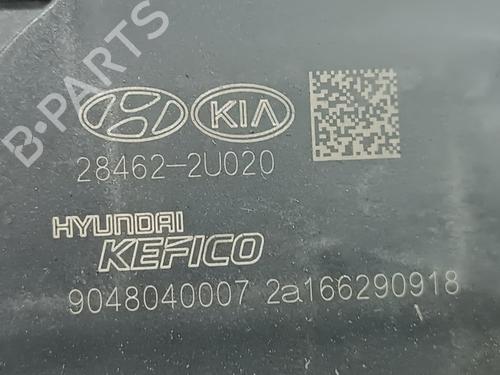 B-PARTS
KIA
28462-2U020
HYUNDAI
KEFICO
9048040007 2a166290918